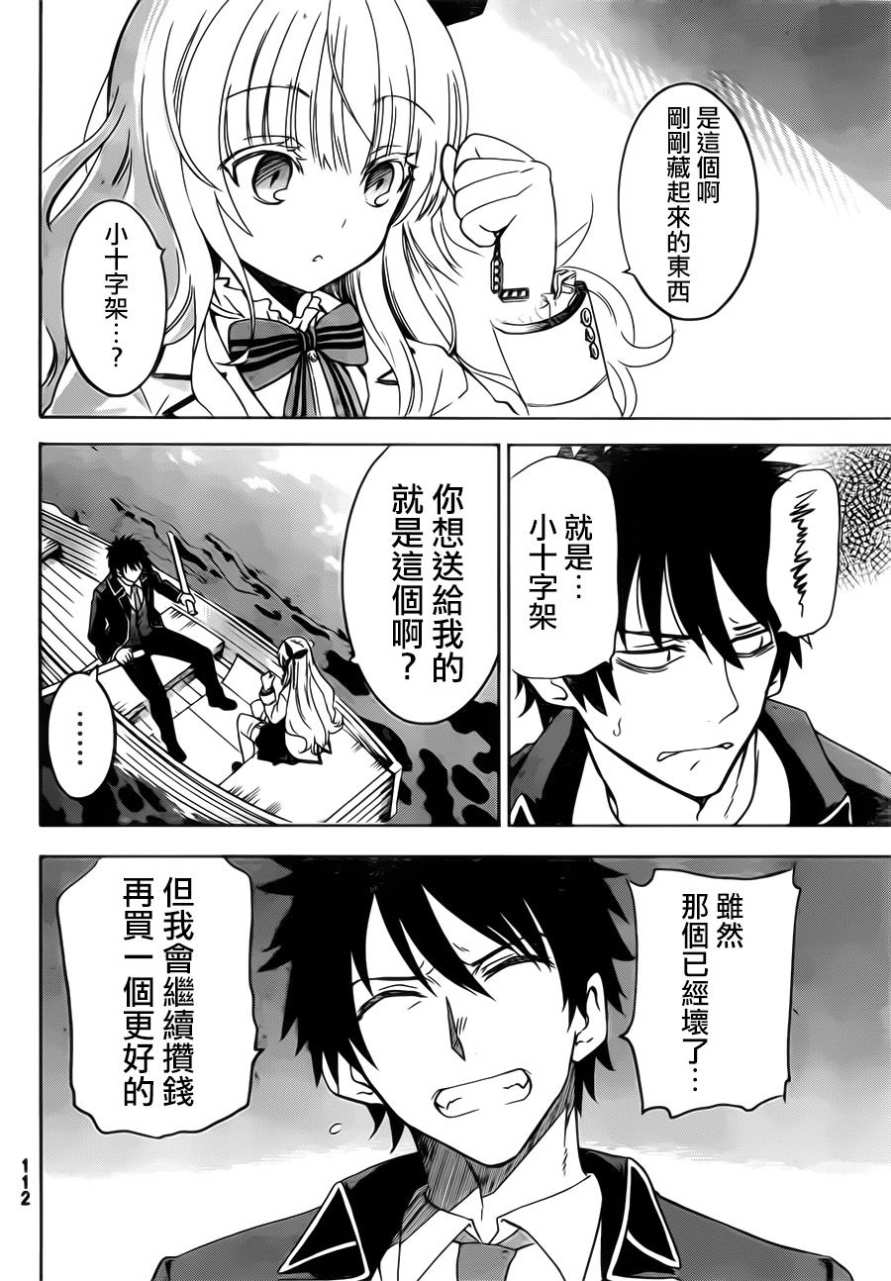 是這個啊
剛剛藏起來的東西
小十字架…？
就是…
小十字架
你想送給我的
就是這個啊？
……
雖然
那個已經壞了…
但我會繼續攢錢
再買一個更好的
112